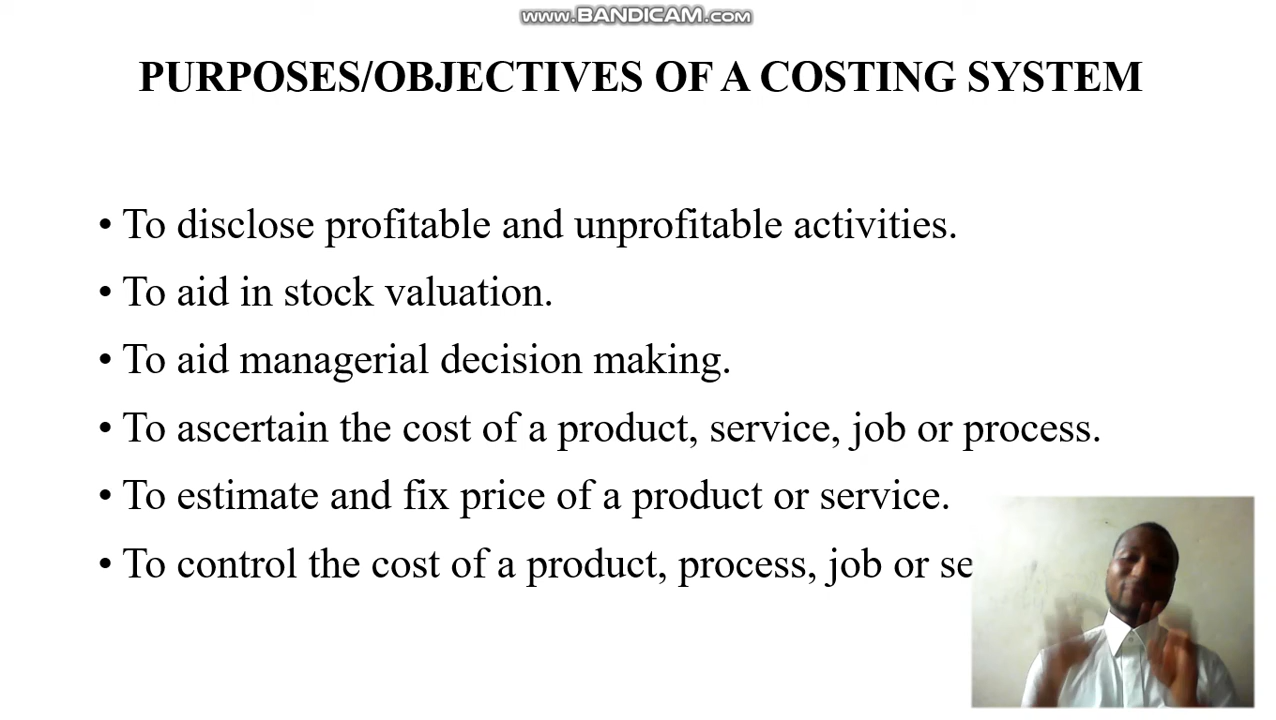 www.BANDICAM.com
PURPOSES/OBJECTIVES OF A COSTING SYSTEM
• To disclose profitable and unprofitable activities.
• To aid in stock valuation.
• To aid managerial decision making.
• To ascertain the cost of a product, service, job or process.
• To estimate and fix price of a product or service.
• To control the cost of a product, process, job or